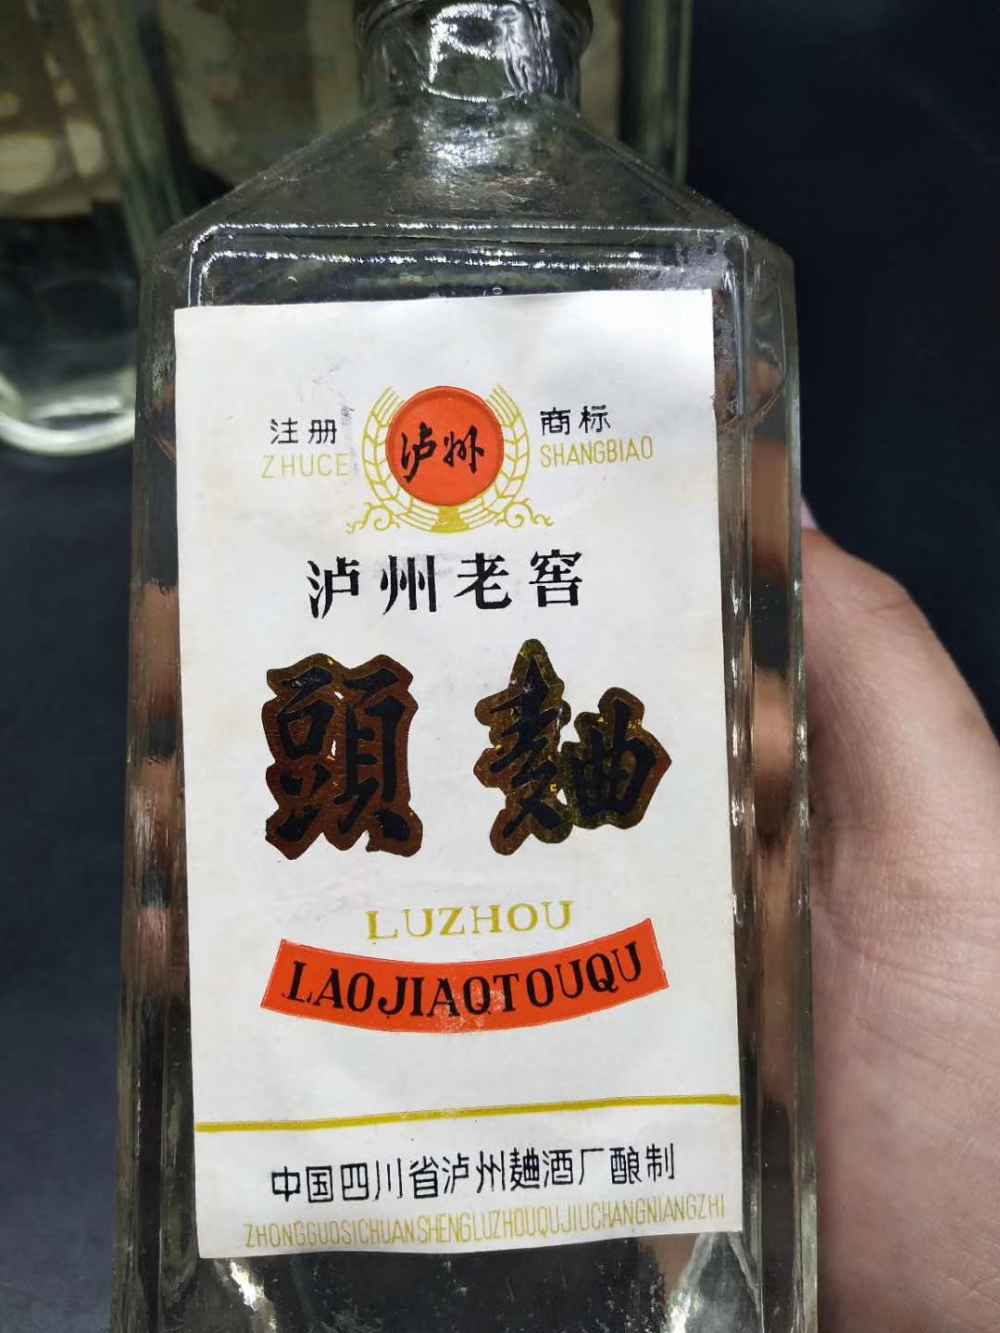 注册 泸州 商标
ZHUCE SHANGBIAO
泸州老窖
頭麯
LUZHOU
LAOJIAOTOUQU
中国四川省泸州麯酒厂酿制
ZHONGGUOSICHUANSHENGLUZHOUQUJIUCHANGNIANGZHI